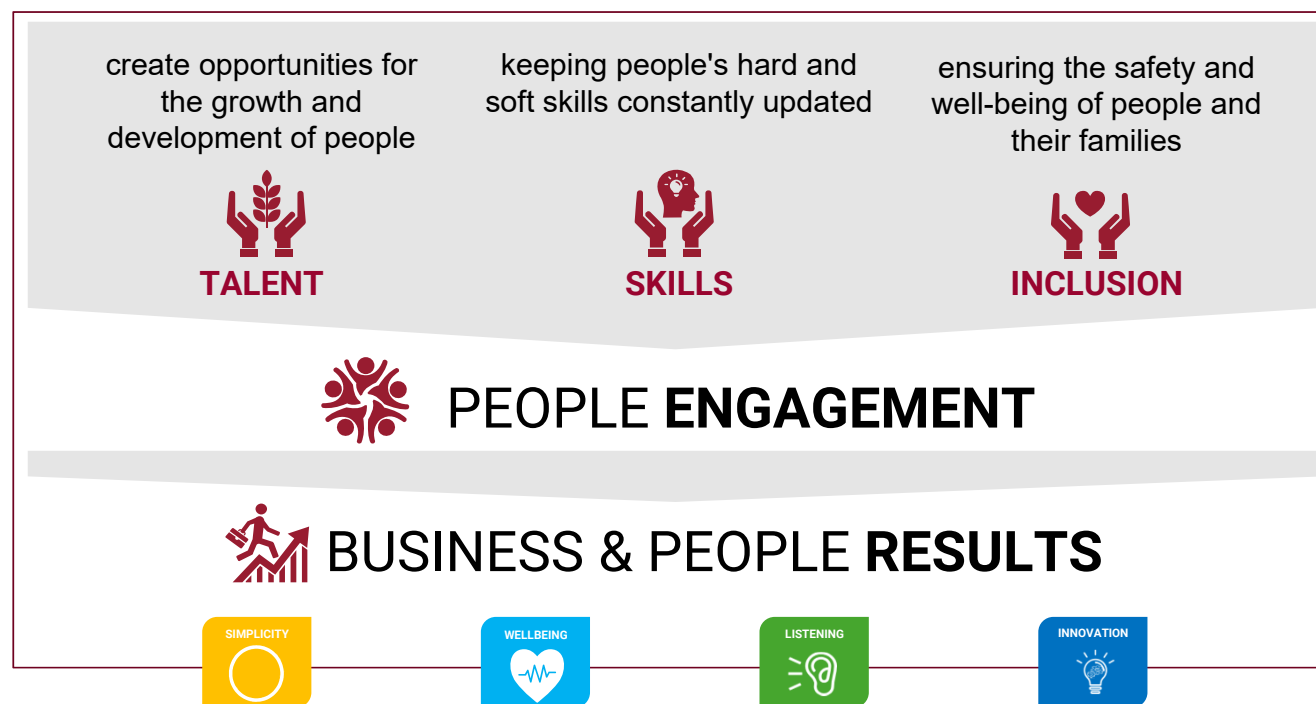 create opportunities for
the growth and
development of people
keeping people's hard and
soft skills constantly updated
ensuring the safety and
well-being of people and
their families
TALENT
SKILLS
INCLUSION
PEOPLE ENGAGEMENT
BUSINESS & PEOPLE RESULTS
SIMPLICITY
WELLBEING
LISTENING
INNOVATION